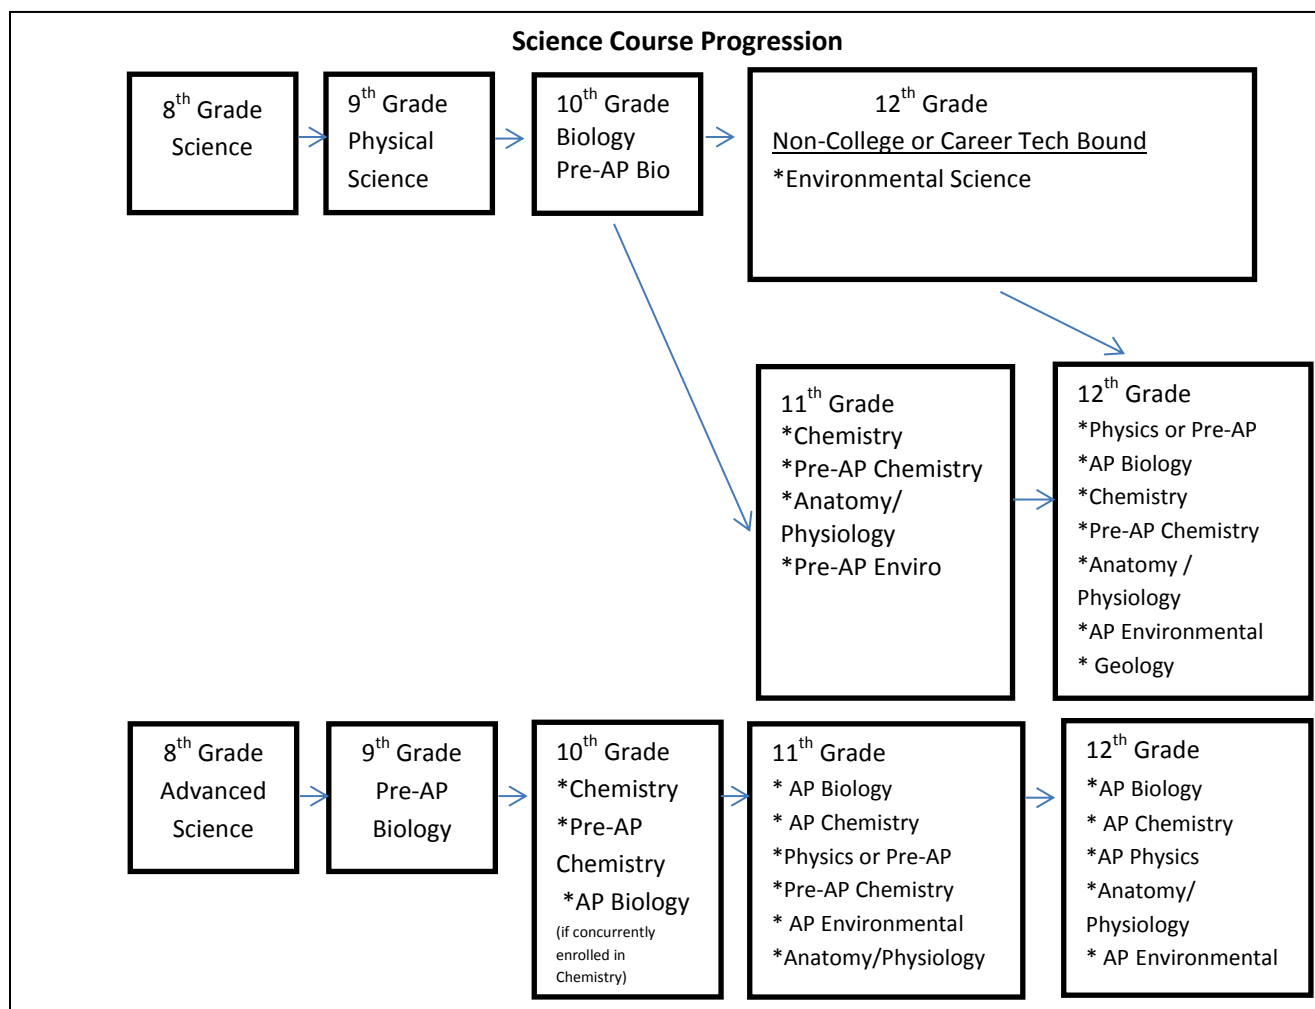 Science Course Progression
8th Grade
Science
9th Grade
Physical
Science
10th Grade
Biology
Pre-AP Bio
12th Grade
Non-College or Career Tech Bound
*Environmental Science
11th Grade
*Chemistry
*Pre-AP Chemistry
*Anatomy/
Physiology
*Pre-AP Enviro
12th Grade
*Physics or Pre-AP
*AP Biology
*Chemistry
*Pre-AP Chemistry
*Anatomy /
Physiology
*AP Environmental
* Geology
8th Grade
Advanced
Science
9th Grade
Pre-AP
Biology
10th Grade
*Chemistry
*Pre-AP
Chemistry
*AP Biology
(if concurrently
enrolled in
Chemistry)
11th Grade
* AP Biology
* AP Chemistry
*Physics or Pre-AP
*Pre-AP Chemistry
* AP Environmental
*Anatomy/Physiology
12th Grade
*AP Biology
* AP Chemistry
*AP Physics
*Anatomy/
Physiology
* AP Environmental